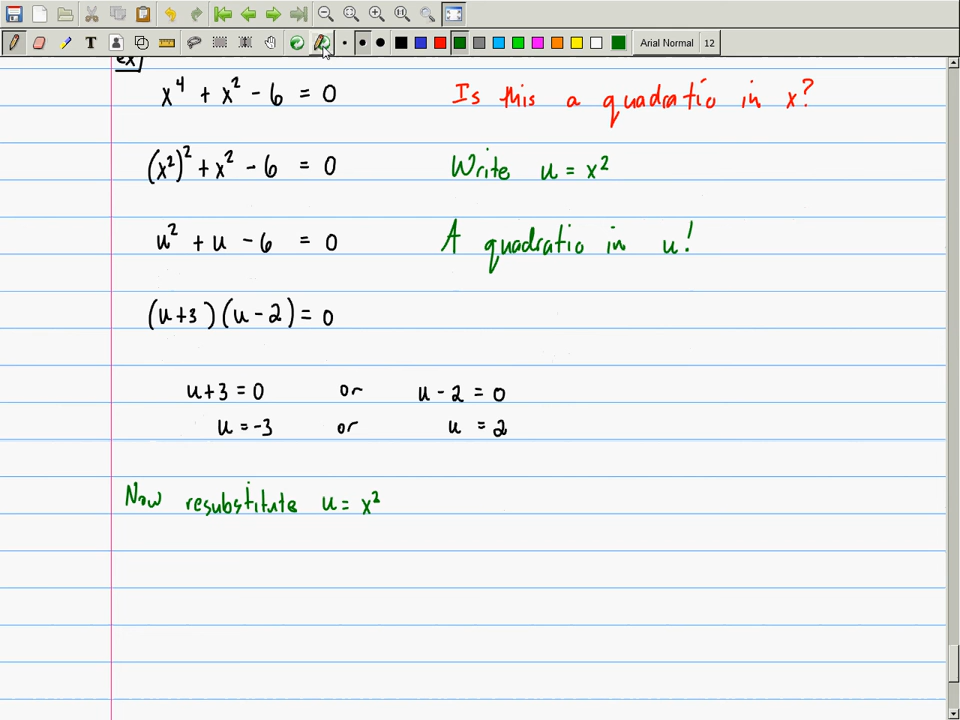 Arial Normal 12
ex)
x⁴ + x² - 6 = 0 Is this a quadratic in x?
(x²)² + x² - 6 = 0 Write u = x²
u² + u - 6 = 0 A quadratic in u!
(u+3)(u-2) = 0
u+3 = 0 or u - 2 = 0
u = -3 or u = 2
Now resubstitute u = x²